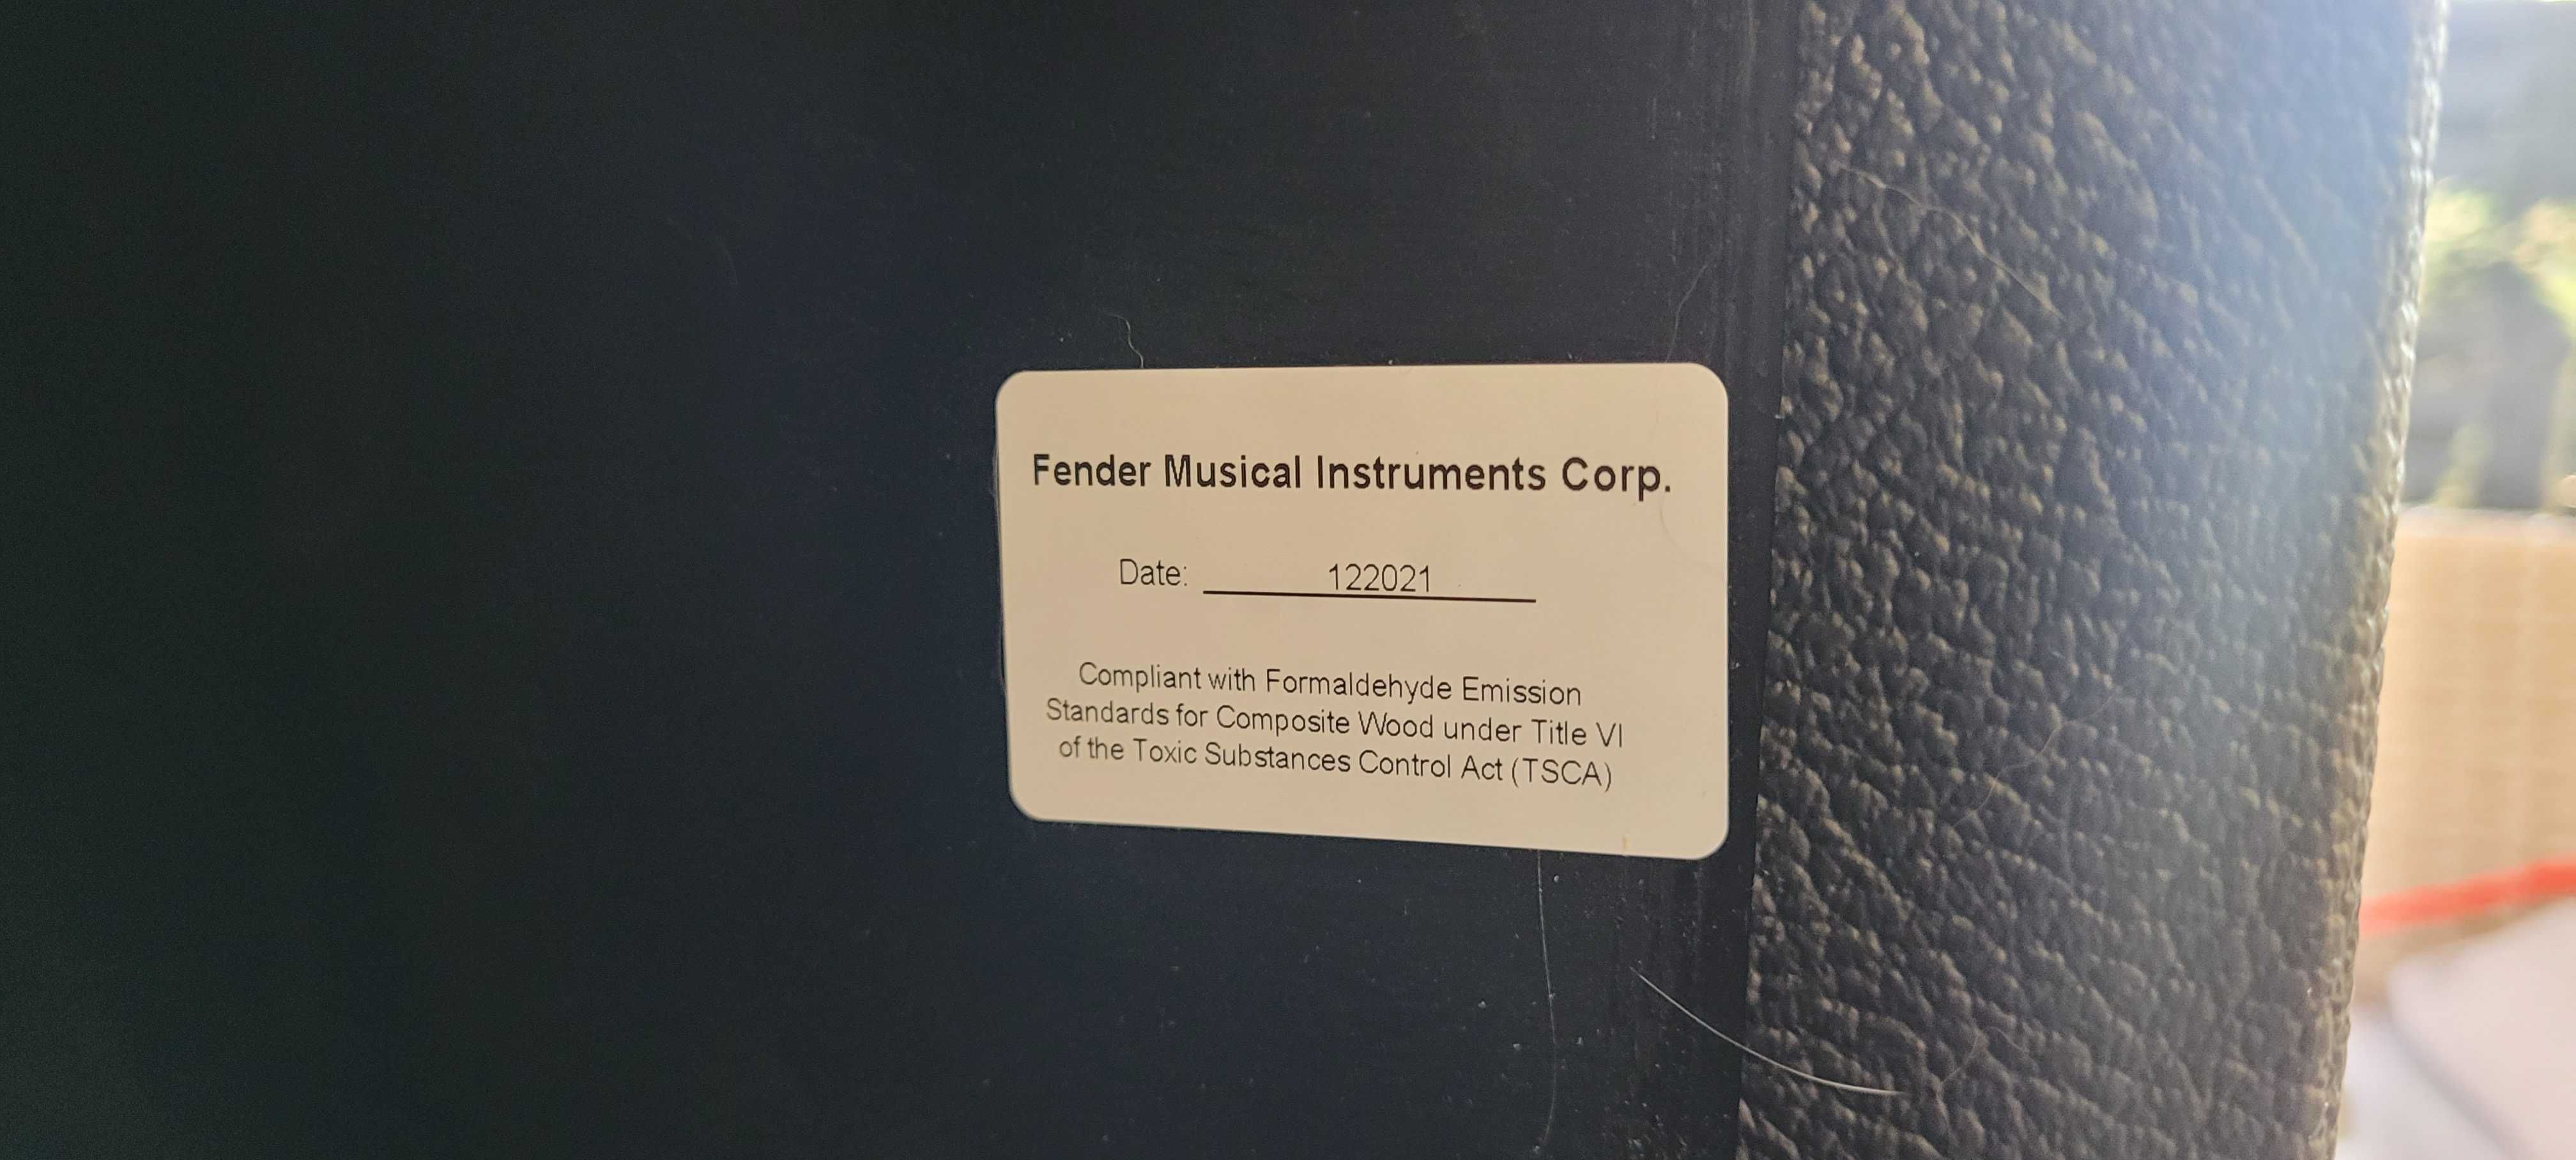 Fender Musical Instruments Corp.
Date: 122021
Compliant with Formaldehyde Emission
Standards for Composite Wood under Title VI
of the Toxic Substances Control Act (TSCA)